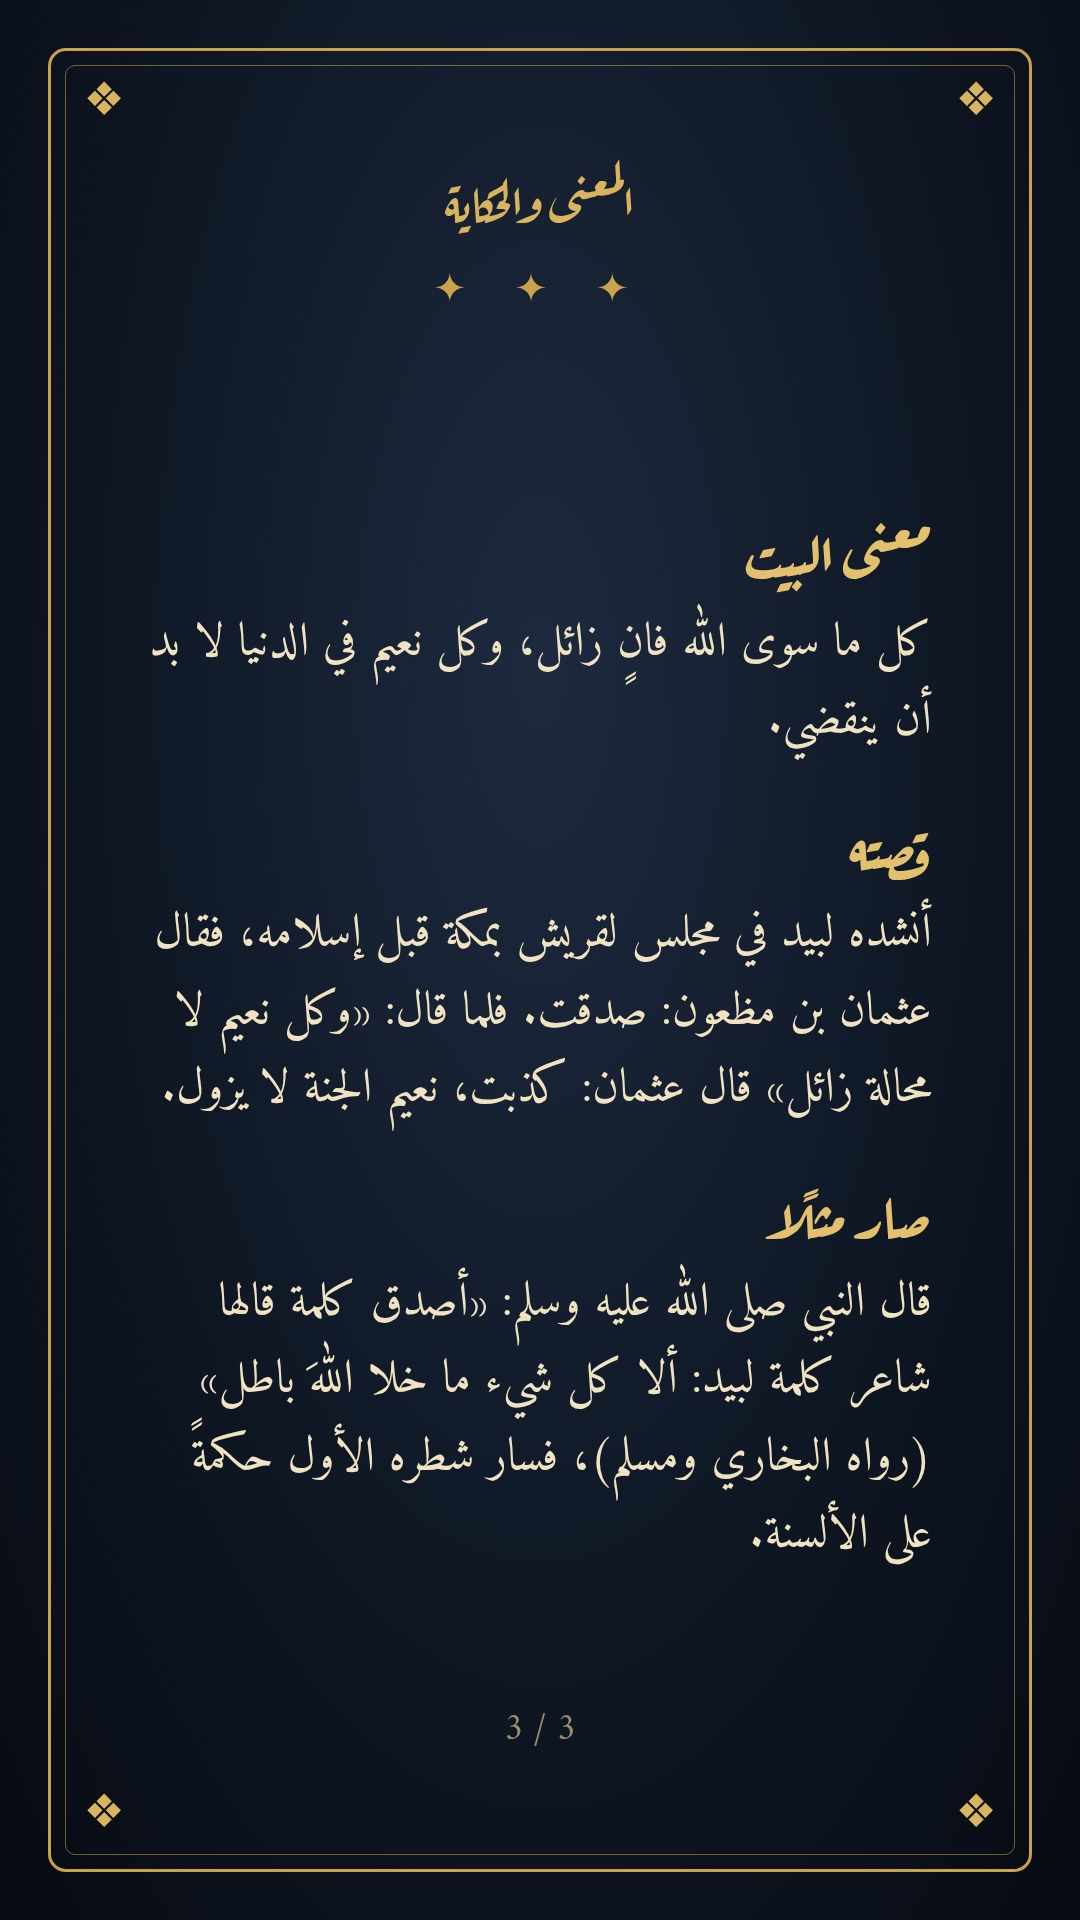 المعنى والحكاية
معنى البيت
كل ما سوى الله فانٍ زائل، وكل نعيم في الدنيا لا بد
أن ينقضي.
قصته
أنشده لبيد في مجلس لقريش بمكة قبل إسلامه، فقال
عثمان بن مظعون: صدقت. فلما قال: «وكل نعيم لا
محالة زائل» قال عثمان: كذبت، نعيم الجنة لا يزول.
صار مثلًا
قال النبي صلى الله عليه وسلم: «أصدق كلمة قالها
شاعر كلمة لبيد: ألا كل شيء ما خلا اللهَ باطل»
(رواه البخاري ومسلم)، فسار شطره الأول حكمةً
على الألسنة.
3 / 3